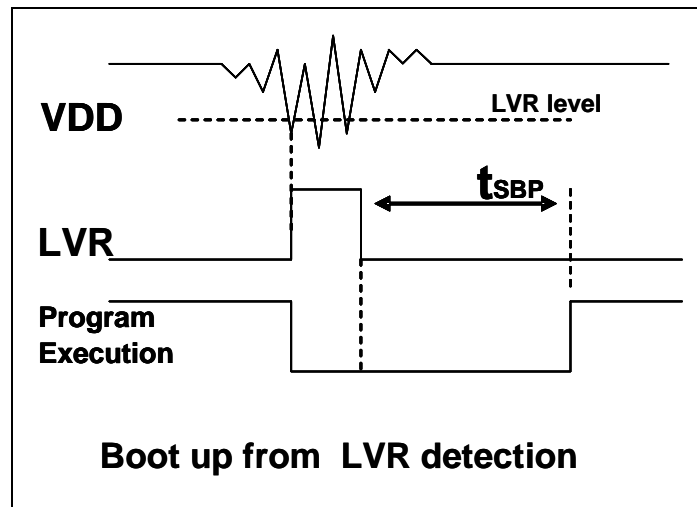 VDD
LVR level
tSBP
LVR
Program
Execution
Boot up from LVR detection